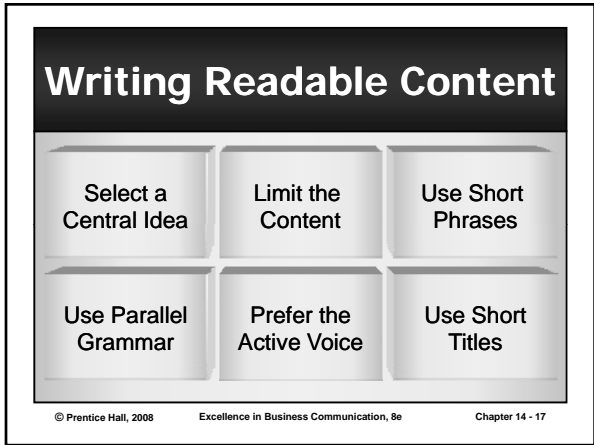 Writing Readable Content
Select a
Central Idea
Limit the
Content
Use Short
Phrases
Use Parallel
Grammar
Prefer the
Active Voice
Use Short
Titles
© Prentice Hall, 2008 Excellence in Business Communication, 8e Chapter 14 - 17